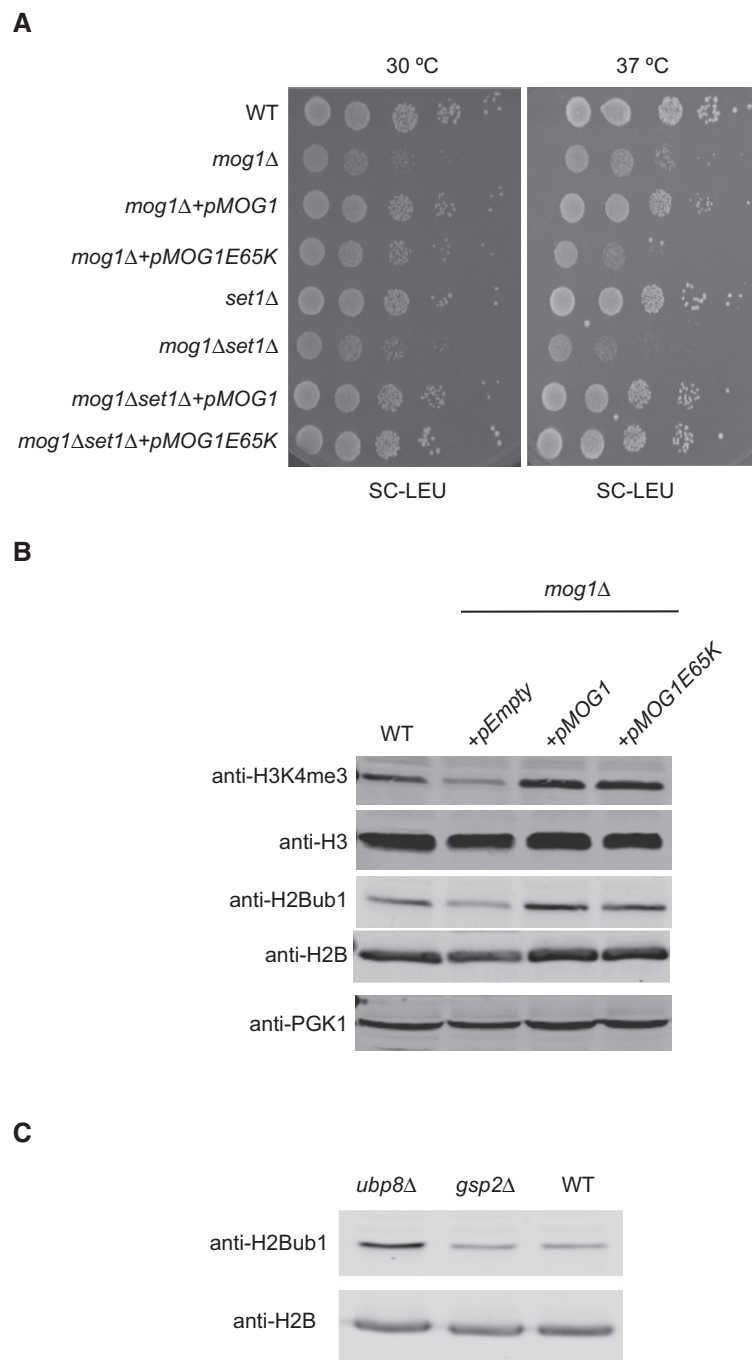 A
30 ºC
37 ºC
WT
mog1Δ
mog1Δ+pMOG1
mog1Δ+pMOG1E65K
set1Δ
mog1Δset1Δ
mog1Δset1Δ+pMOG1
mog1Δset1Δ+pMOG1E65K
SC-LEU
SC-LEU
B
mog1Δ
WT
+pEmpty
+pMOG1
+pMOG1E65K
anti-H3K4me3
anti-H3
anti-H2Bub1
anti-H2B
anti-PGK1
C
ubp8Δ
gsp2Δ
WT
anti-H2Bub1
anti-H2B